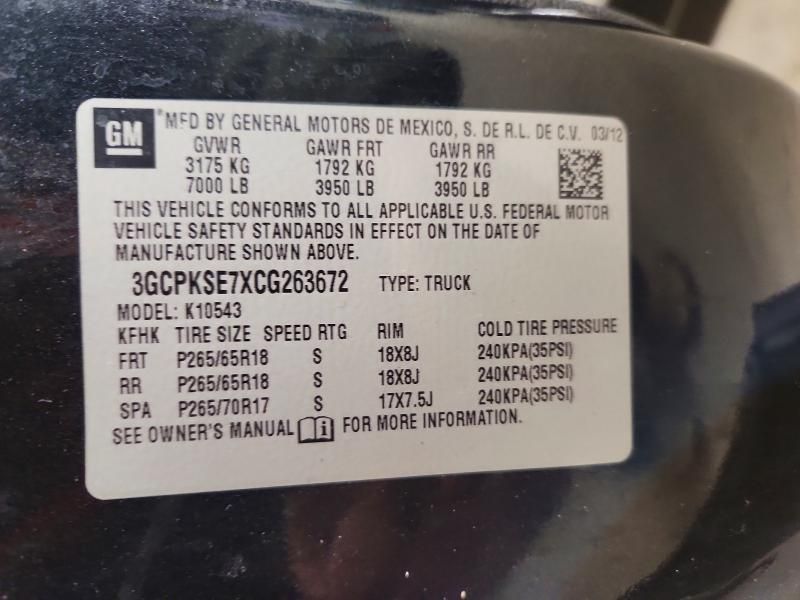 GM
MFD BY GENERAL MOTORS DE MEXICO, S. DE R.L. DE C.V. 03/12
GVWR GAWR FRT GAWR RR
3175 KG 1792 KG 1792 KG
7000 LB 3950 LB 3950 LB
THIS VEHICLE CONFORMS TO ALL APPLICABLE U.S. FEDERAL MOTOR
VEHICLE SAFETY STANDARDS IN EFFECT ON THE DATE OF
MANUFACTURE SHOWN ABOVE.
3GCPKSE7XCG263672 TYPE: TRUCK
MODEL: K10543
KFHK TIRE SIZE SPEED RTG RIM COLD TIRE PRESSURE
FRT P265/65R18 S 18X8J 240KPA(35PSI)
RR P265/65R18 S 18X8J 240KPA(35PSI)
SPA P265/70R17 S 17X7.5J 240KPA(35PSI)
SEE OWNER'S MANUAL FOR MORE INFORMATION.